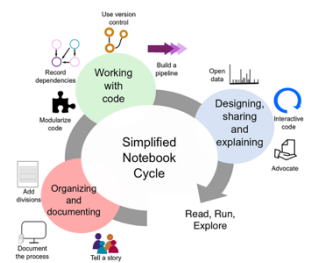 Use version
control
Build a
pipeline
Record
dependencies
Working
with
code
Open
data
Modularize
code
Designing,
sharing
and
explaining
Interactive
code
Simplified
Notebook
Cycle
Advocate
Add
divisions
Organizing
and
documenting
Read, Run,
Explore
Document
the process
Tell a story